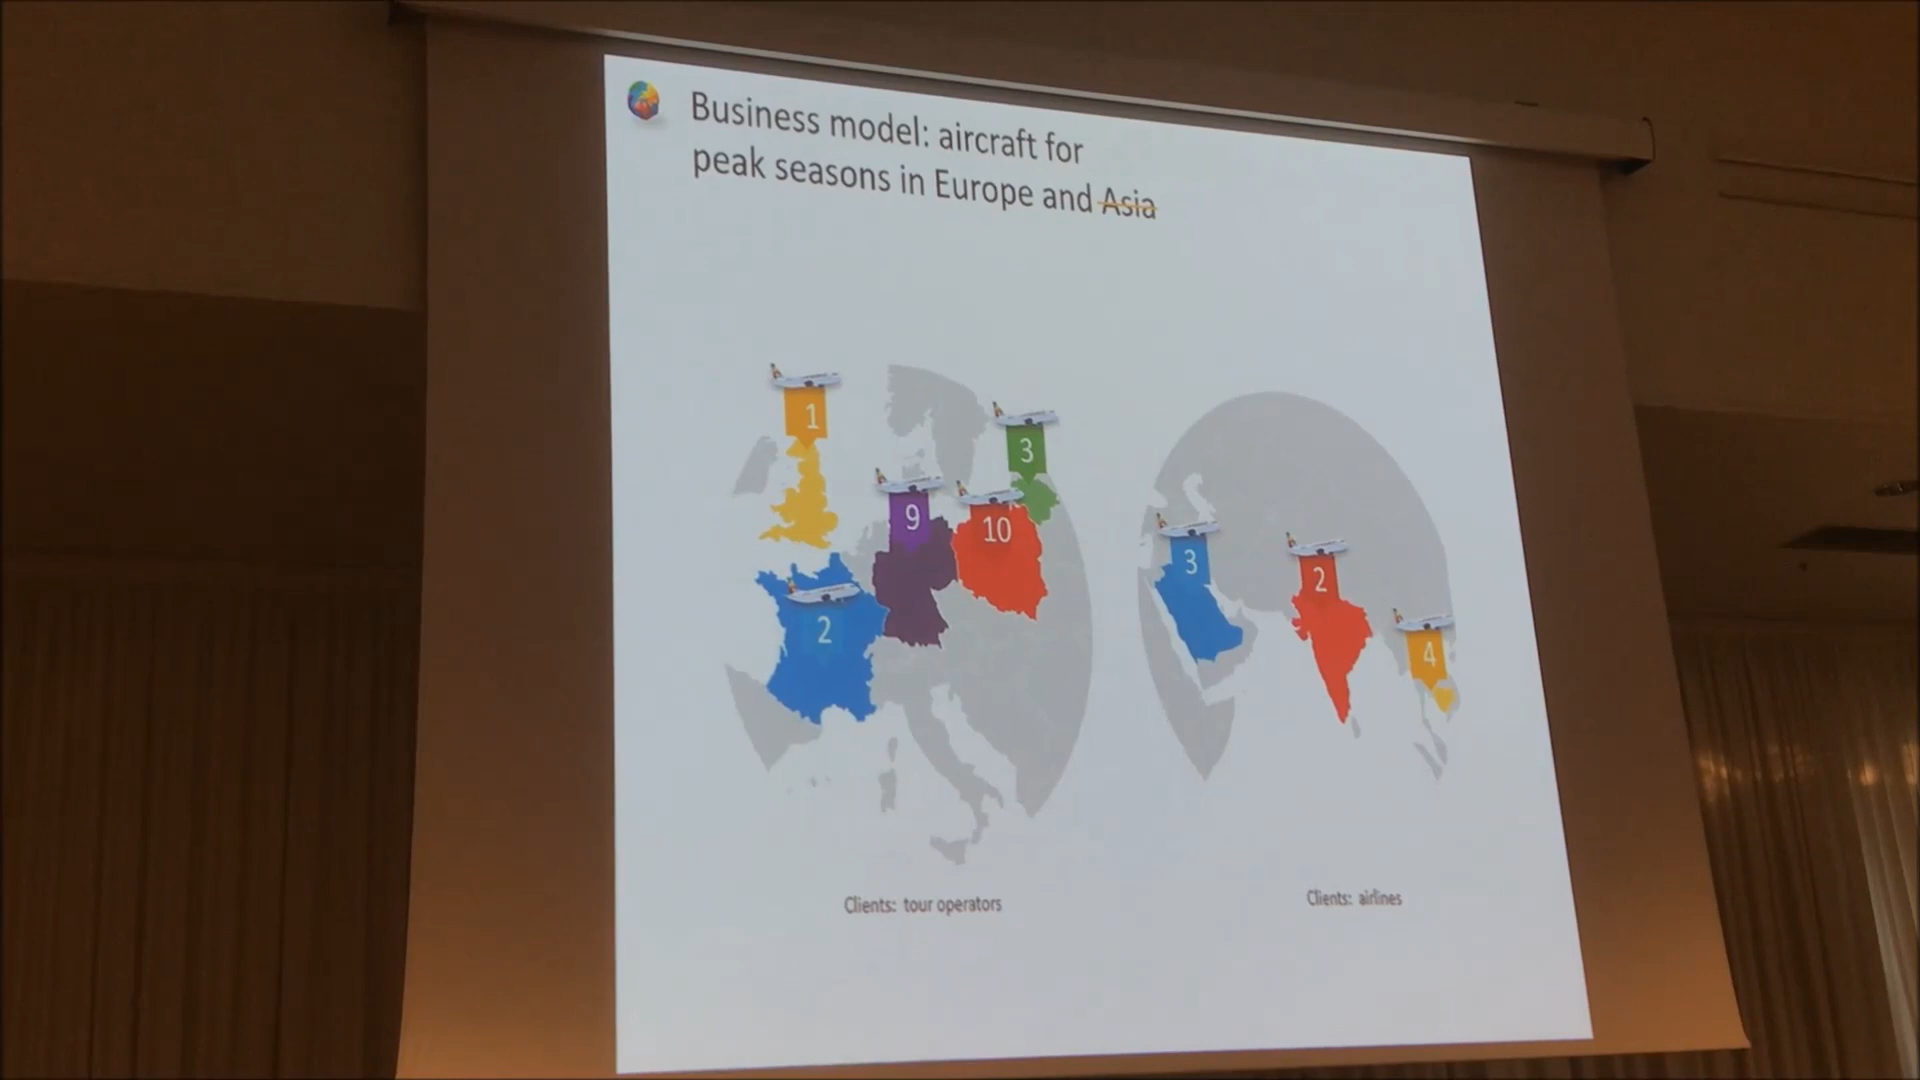 Business model: aircraft for
peak seasons in Europe and Asia
1
3
9
10
2
3
2
4
Clients: tour operators
Clients: airlines